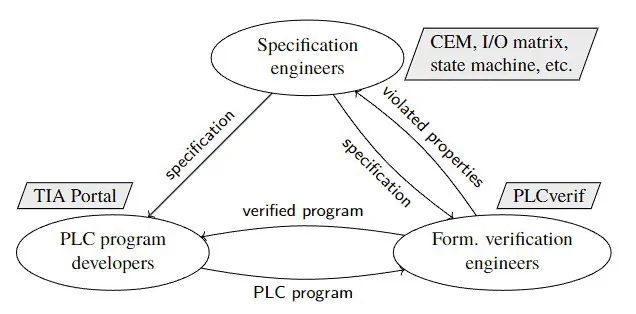 Specification
engineers
CEM, I/O matrix,
state machine, etc.
specification
specification
violated properties
TIA Portal
PLCverif
PLC program
developers
verified program
Form. verification
engineers
PLC program